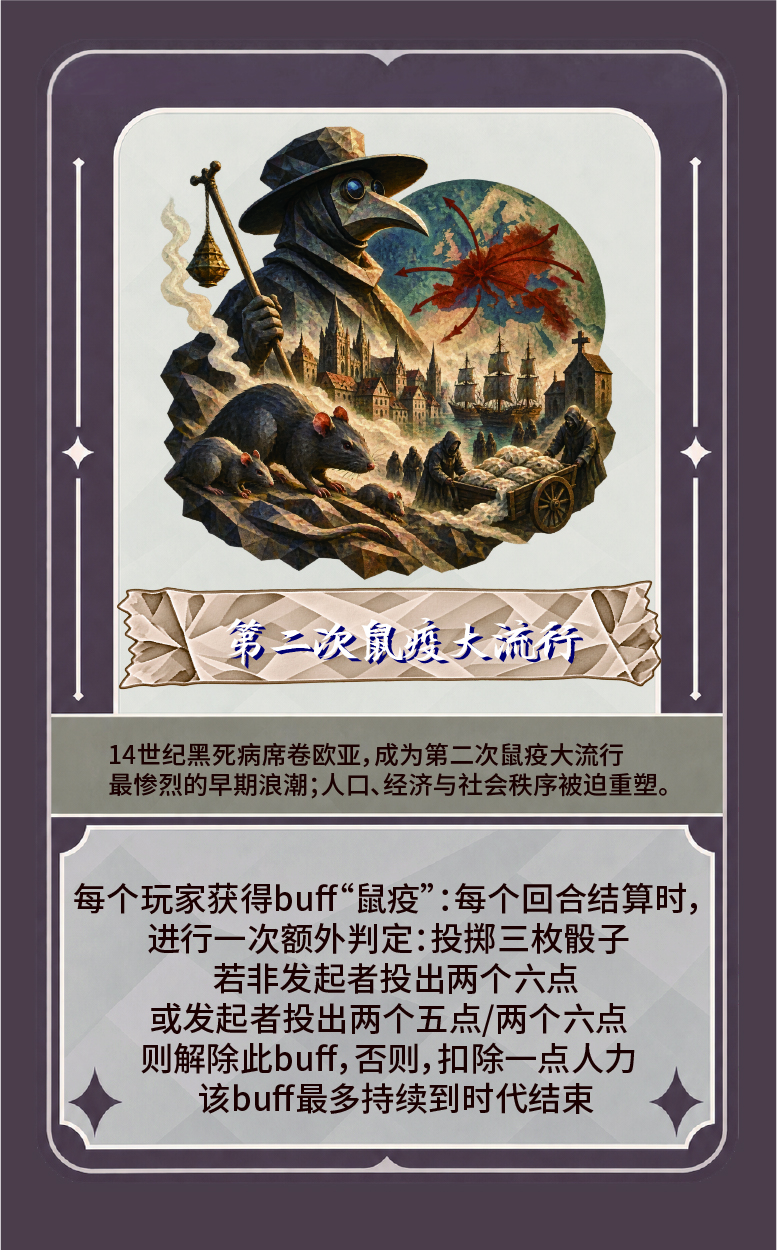 第二次鼠疫大流行
14世纪黑死病席卷欧亚,成为第二次鼠疫大流行
最惨烈的早期浪潮;人口、经济与社会秩序被迫重塑。
每个玩家获得buff“鼠疫”:每个回合结算时,
进行一次额外判定:投掷三枚骰子
若非发起者投出两个六点
或发起者投出两个五点/两个六点
则解除此buff,否则,扣除一点人力
该buff最多持续到时代结束